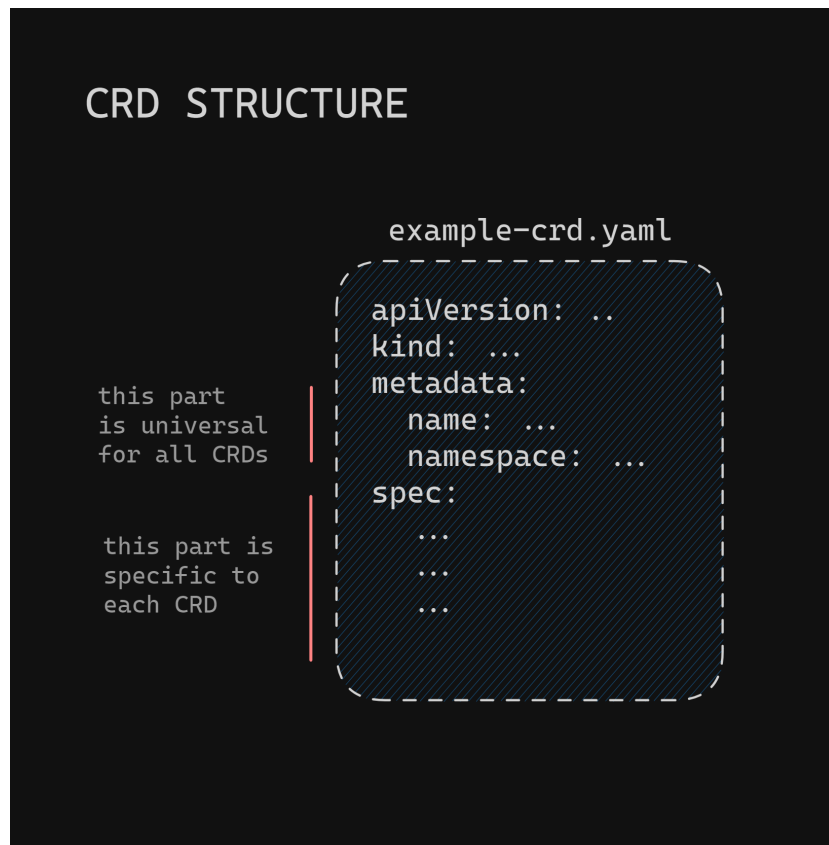 CRD STRUCTURE
example-crd.yaml
apiVersion: ..
kind: ...
metadata:
name: ...
namespace: ...
spec:
...
...
...
this part
is universal
for all CRDs
this part is
specific to
each CRD